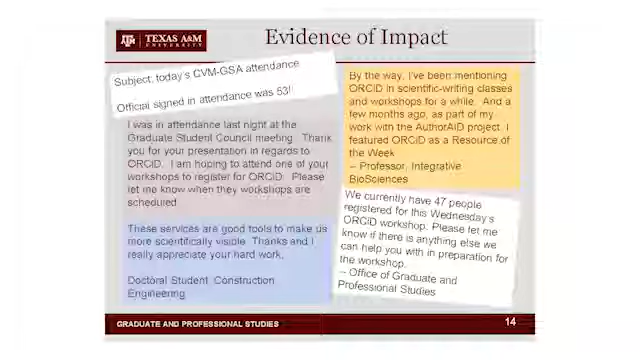 TEXAS A&M
UNIVERSITY
Evidence of Impact
Subject: today's CVM-GSA attendance
Official signed in attendance was 53!
I was in attendance last night at the
Graduate Student Council meeting. Thank
you for your presentation in regards to
ORCiD. I am hoping to attend one of your
workshops to register for ORCiD. Please
let me know when they workshops are
scheduled
These services are good tools to make us
more scientifically visible. Thanks and I
really appreciate your hard work.
Doctoral Student Construction
Engineering
By the way, I've been mentioning
ORCiD in scientific-writing classes
and workshops for a while. And a
few months ago, as part of my
work with the AuthorAID project, I
featured ORCiD as a Resource of
the Week
– Professor, Integrative
BioSciences
We currently have 47 people
registered for this Wednesday's
ORCiD workshop. Please let me
know if there is anything else we
can help you with in preparation for
the workshop.
– Office of Graduate and
Professional Studies
GRADUATE AND PROFESSIONAL STUDIES
14